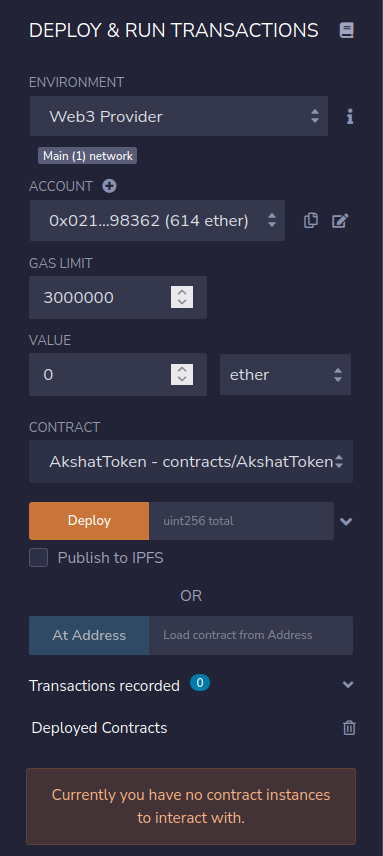 DEPLOY & RUN TRANSACTIONS
ENVIRONMENT
Web3 Provider
Main (1) network
ACCOUNT
0x021...98362 (614 ether)
GAS LIMIT
3000000
VALUE
0
ether
CONTRACT
AkshatToken - contracts/AkshatToken
Deploy
uint256 total
Publish to IPFS
OR
At Address
Load contract from Address
Transactions recorded 0
Deployed Contracts
Currently you have no contract instances
to interact with.